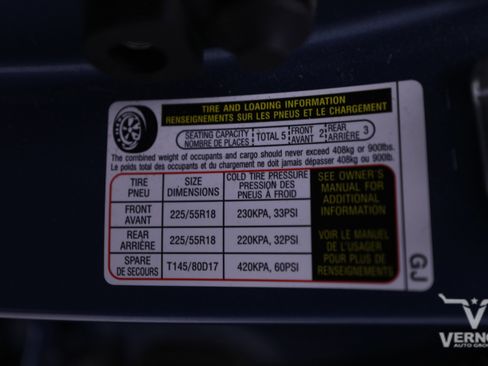 TIRE AND LOADING INFORMATION
RENSEIGNEMENTS SUR LES PNEUS ET LE CHARGEMENT
SEATING CAPACITY
NOMBRE DE PLACES
TOTAL 5
FRONT
AVANT
2
REAR
ARRIÈRE
3
The combined weight of occupants and cargo should never exceed 408kg or 900lbs.
Le poids total des occupants et du chargement ne doit jamais dépasser 408kg or 900lb.
TIRE
PNEU
SIZE
DIMENSIONS
COLD TIRE PRESSURE
PRESSION DES
PNEUS À FROID
FRONT
AVANT
225/55R18
230KPA, 33PSI
REAR
ARRIÈRE
225/55R18
220KPA, 32PSI
SPARE
DE SECOURS
T145/80D17
420KPA, 60PSI
SEE OWNER'S
MANUAL FOR
ADDITIONAL
INFORMATION
VOIR LE MANUEL
DE L'USAGER
POUR PLUS DE
RENSEIGNEMENTS
GJ
AUTO GROUP